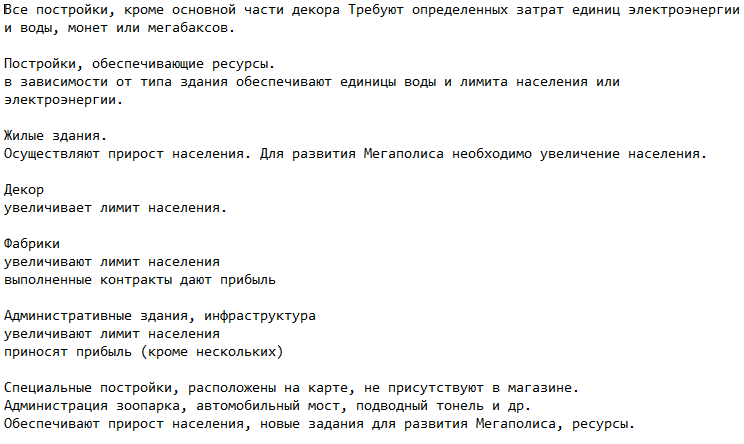 Все постройки, кроме основной части декора Требуют определенных затрат единиц электроэнергии
и воды, монет или мегабаксов.
Постройки, обеспечивающие ресурсы.
в зависимости от типа здания обеспечивают единицы воды и лимита населения или
электроэнергии.
Жилые здания.
Осуществляют прирост населения. Для развития Мегаполиса необходимо увеличение населения.
Декор
увеличивает лимит населения.
Фабрики
увеличивают лимит населения
выполненные контракты дают прибыль
Административные здания, инфраструктура
увеличивают лимит населения
приносят прибыль (кроме нескольких)
Специальные постройки, расположены на карте, не присутствуют в магазине.
Администрация зоопарка, автомобильный мост, подводный тонель и др.
Обеспечивают прирост населения, новые задания для развития Мегаполиса, ресурсы.